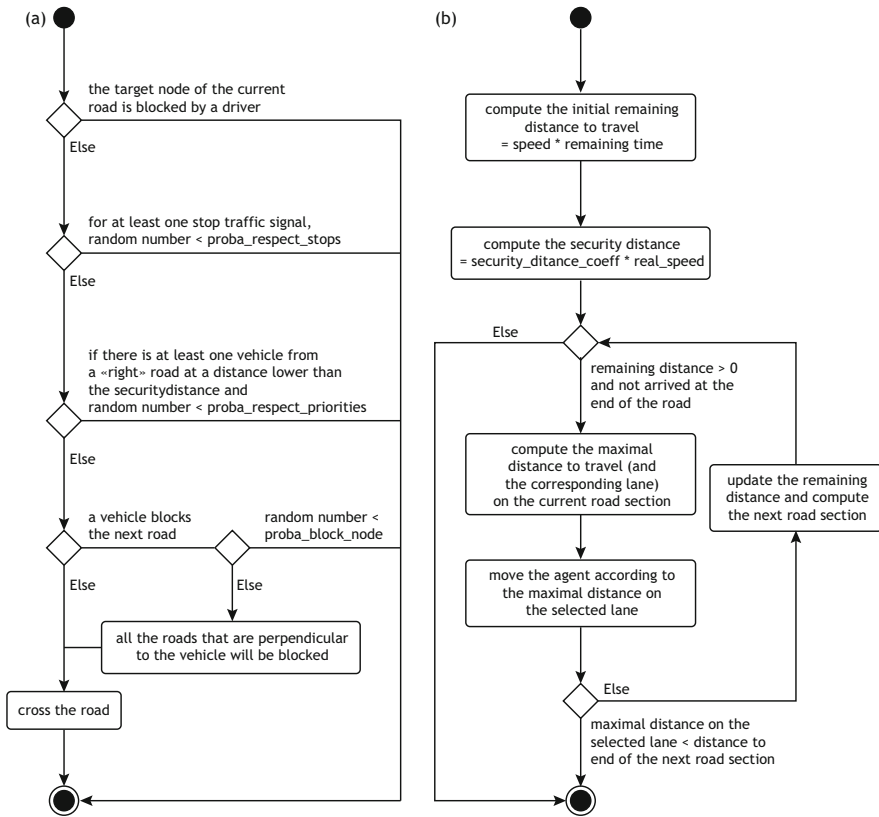 (a)
the target node of the current
road is blocked by a driver
Else
for at least one stop traffic signal,
random number < proba_respect_stops
Else
if there is at least one vehicle from
a «right» road at a distance lower than
the securitydistance and
random number < proba_respect_priorities
Else
a vehicle blocks
the next road
random number <
proba_block_node
Else
Else
all the roads that are perpendicular
to the vehicle will be blocked
cross the road
(b)
compute the initial remaining
distance to travel
= speed * remaining time
compute the security distance
= security_ditance_coeff * real_speed
Else
remaining distance > 0
and not arrived at the
end of the road
compute the maximal
distance to travel (and
the corresponding lane)
on the current road section
update the remaining
distance and compute
the next road section
move the agent according to
the maximal distance on
the selected lane
Else
maximal distance on the
selected lane < distance to
end of the next road section